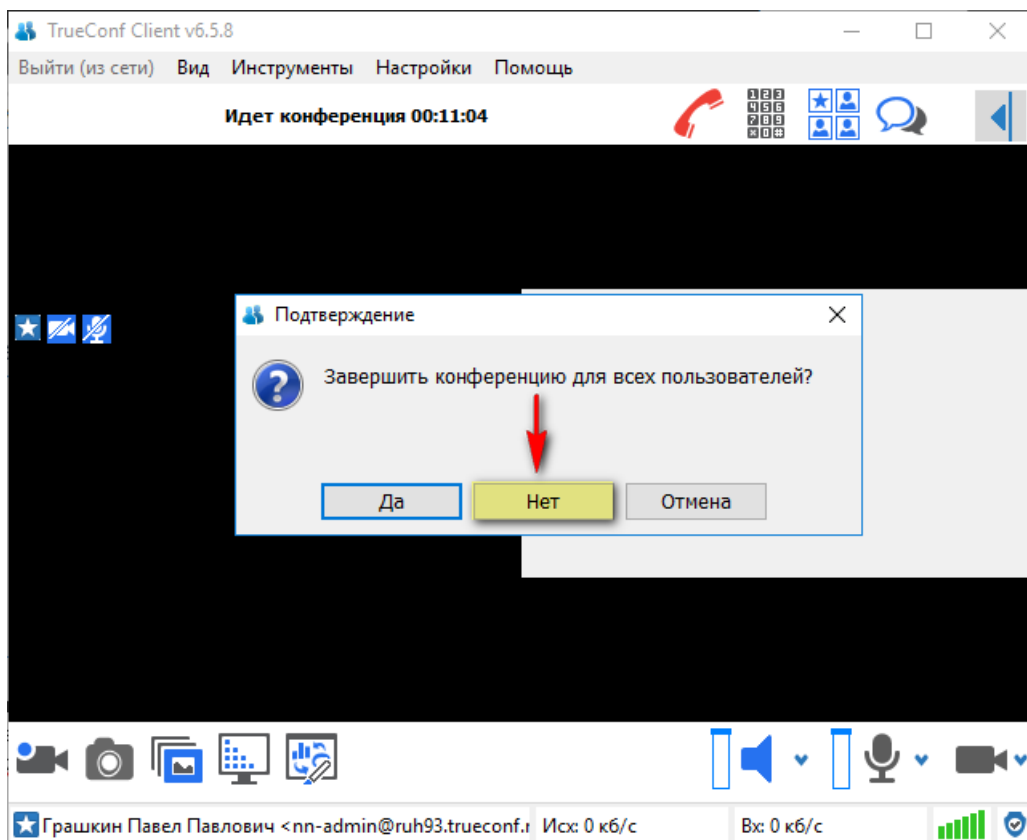 TrueConf Client v6.5.8
Выйти (из сети) Вид Инструменты Настройки Помощь
Идет конференция 00:11:04
Подтверждение
Завершить конференцию для всех пользователей?
Да Нет Отмена
Грашкин Павел Павлович <nn-admin@ruh93.trueconf.r Исх: 0 кб/с Вх: 0 кб/с